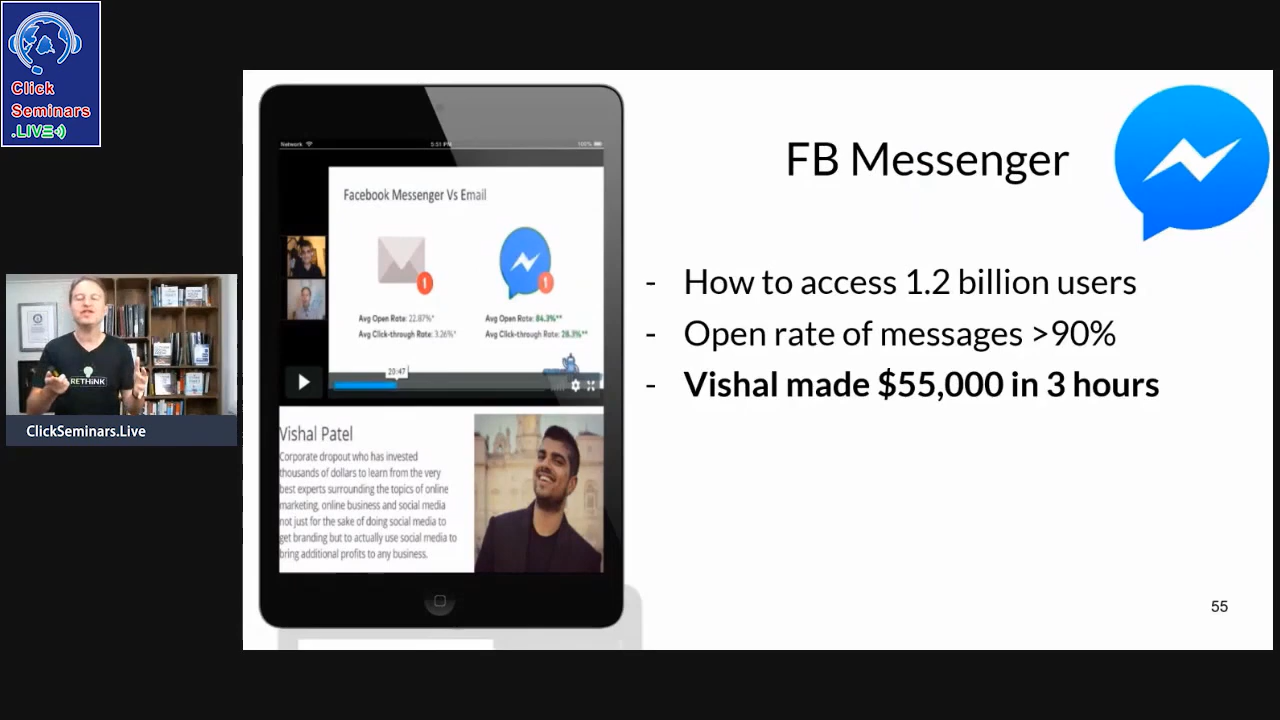 Click
Seminars
.LIVE
RETHiNK
ClickSeminars.Live
Network
5:51 PM
100%
Facebook Messenger Vs Email
1
1
Avg Open Rate: 22.87%*
Avg Click-through Rate: 3.26%*
Avg Open Rate: 84.3%**
Avg Click-through Rate: 28.3%**
20:47
Vishal Patel
Corporate dropout who has invested
thousands of dollars to learn from the very
best experts surrounding the topics of online
marketing, online business and social media
not just for the sake of doing social media to
get branding but to actually use social media to
bring additional profits to any business.
FB Messenger
- How to access 1.2 billion users
- Open rate of messages >90%
- Vishal made $55,000 in 3 hours
55